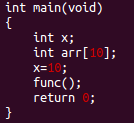 int main(void)
{
    int x;
    int arr[10];
    x=10;
    func();
    return 0;
}